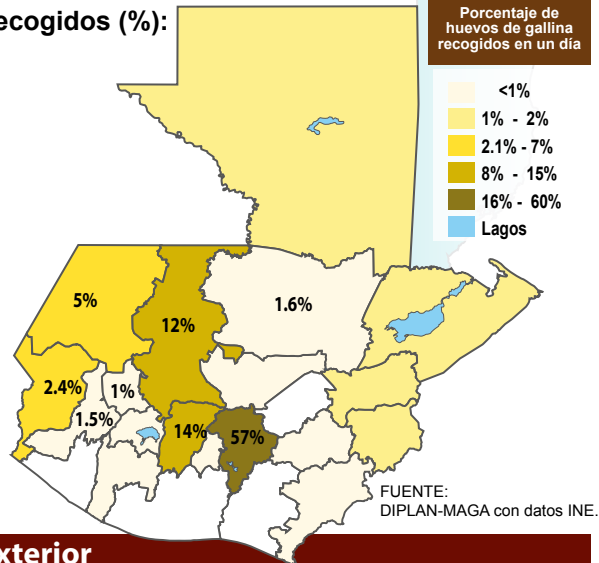 ecogidos (%):
Porcentaje de
huevos de gallina
recogidos en un día
<1%
1% - 2%
2.1% - 7%
8% - 15%
16% - 60%
Lagos
5%
12%
1.6%
2.4%
1%
1.5%
14%
57%
FUENTE:
DIPLAN-MAGA con datos INE.
xterior